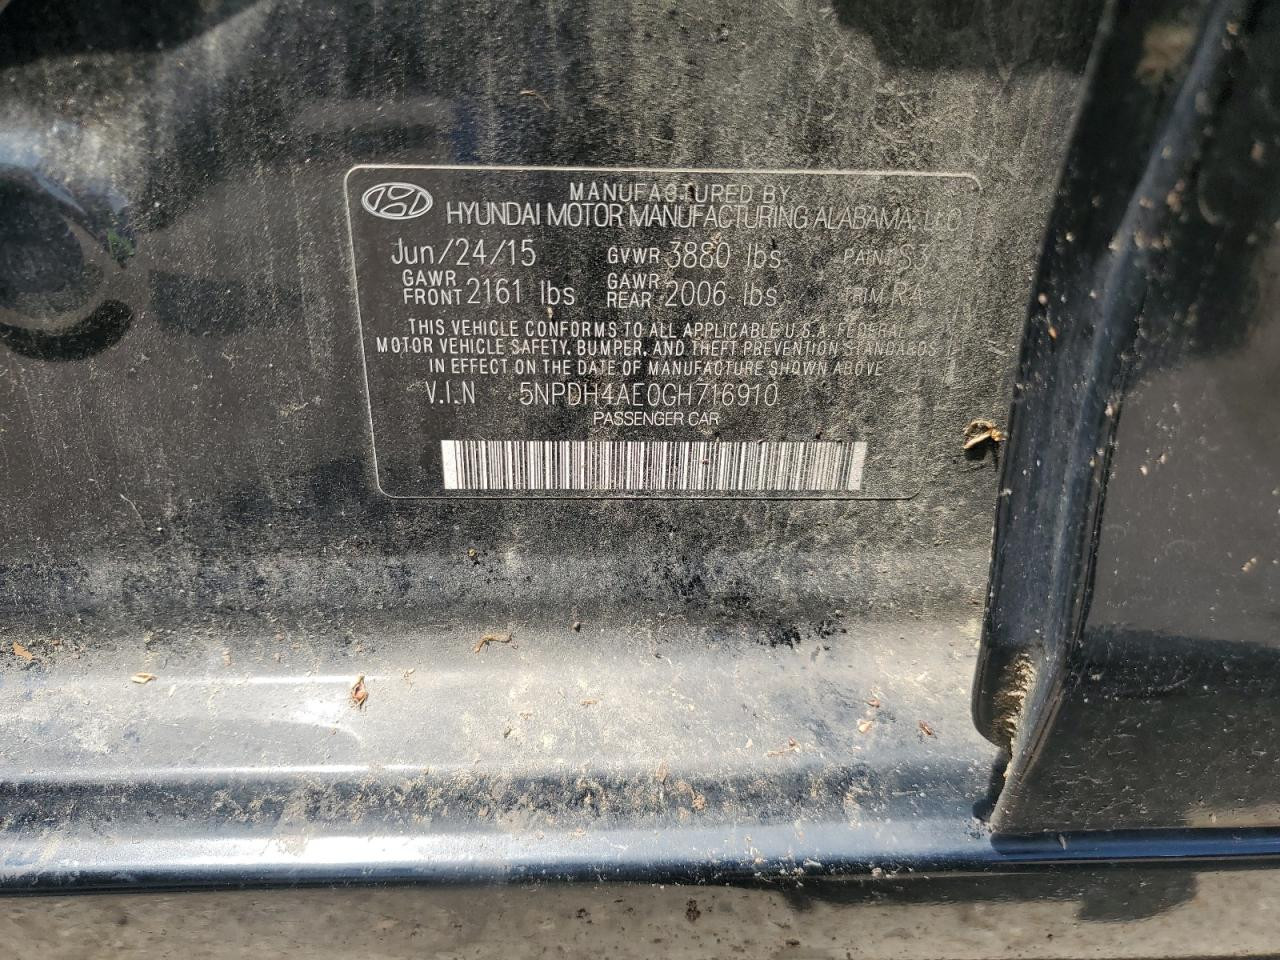 MANUFACTURED BY
HYUNDAI MOTOR MANUFACTURING ALABAMA, LLC
Jun/24/15 GVWR 3880 lbs PAINT S3
GAWR FRONT 2161 lbs GAWR REAR 2006 lbs TRIM RA
THIS VEHICLE CONFORMS TO ALL APPLICABLE U.S.A. FEDERAL
MOTOR VEHICLE SAFETY, BUMPER, AND THEFT PREVENTION STANDARDS
IN EFFECT ON THE DATE OF MANUFACTURE SHOWN ABOVE
V.I.N 5NPDH4AE0GH716910
PASSENGER CAR